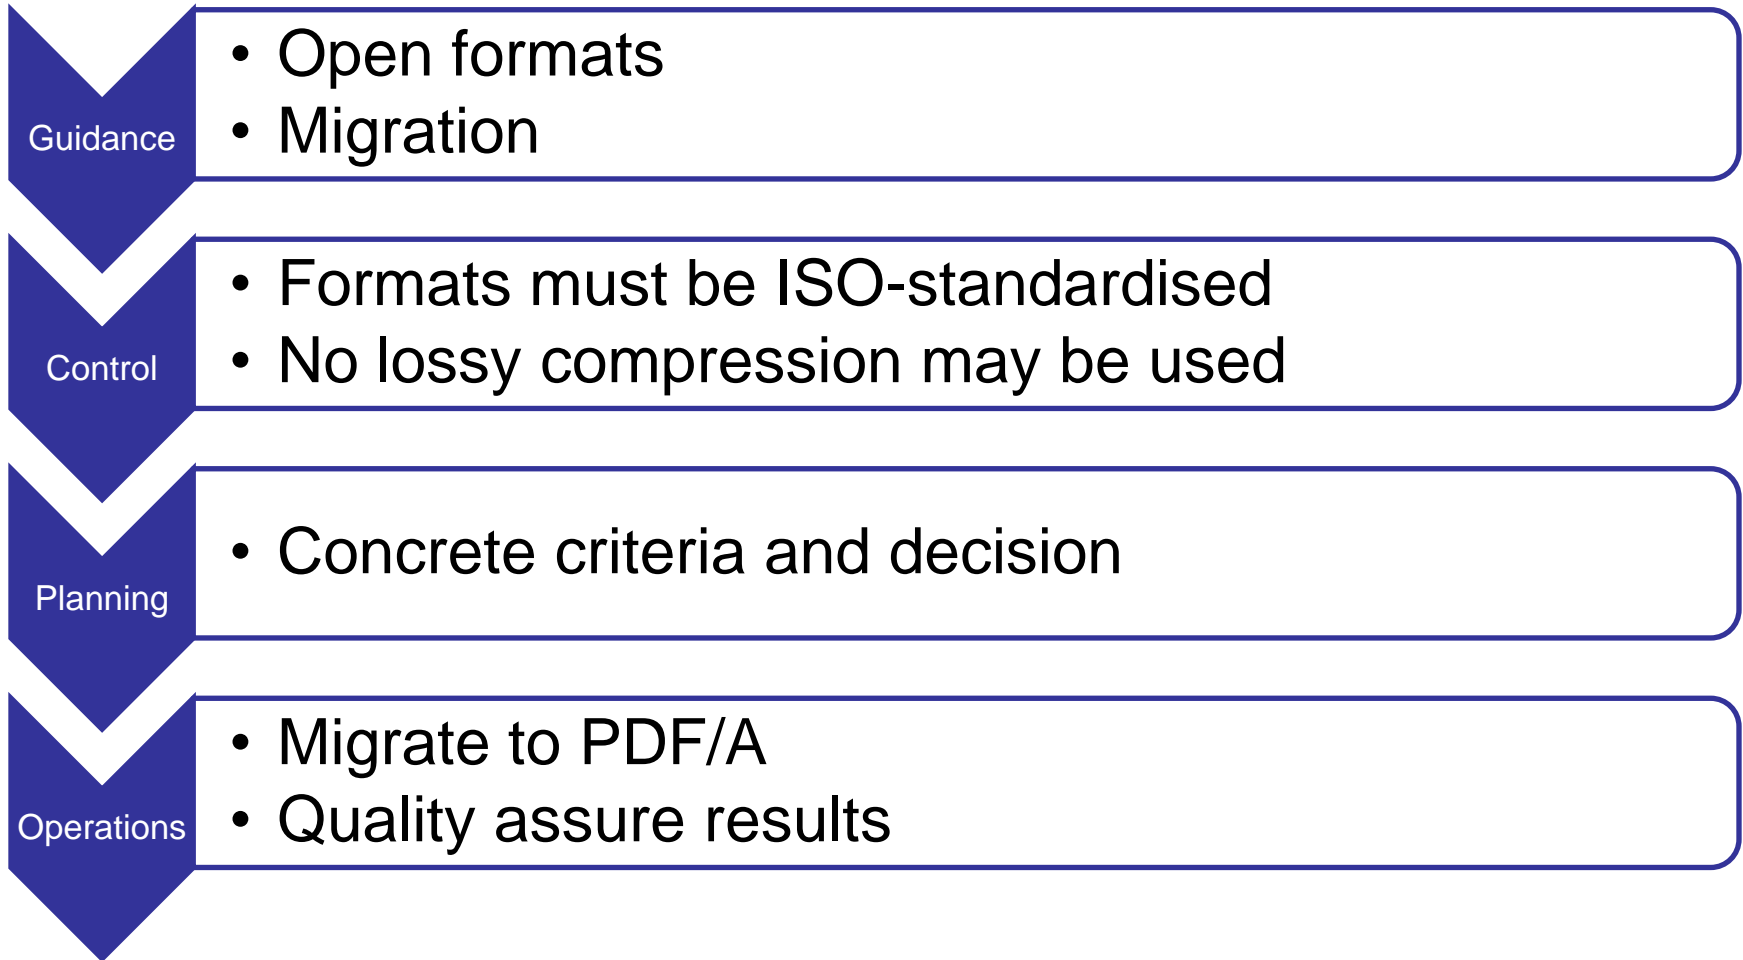 Guidance
• Open formats
• Migration
Control
• Formats must be ISO-standardised
• No lossy compression may be used
Planning
• Concrete criteria and decision
Operations
• Migrate to PDF/A
• Quality assure results